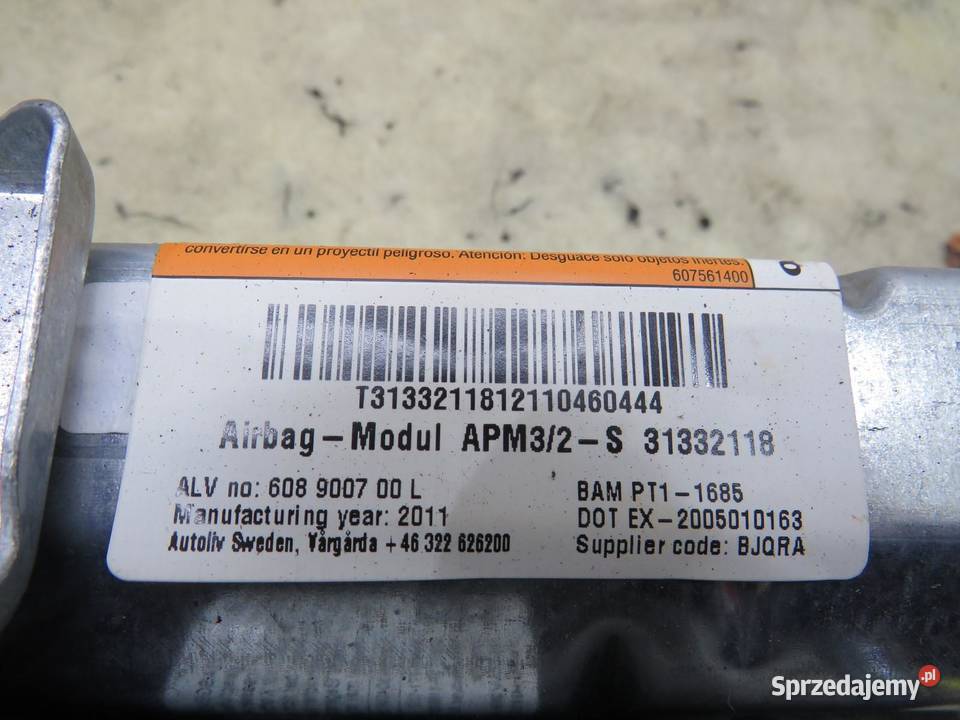 convertirse en un proyectil peligroso. Atención: Desguace solo objetos inertes.
607561400
T3133211812110460444
Airbag-Modul APM3/2-S 31332118
ALV no: 608 9007 00 L
BAM PT1-1685
Manufacturing year: 2011
DOT EX-2005010163
Autoliv Sweden, Vårgårda +46 322 626200
Supplier code: BJQRA
Sprzedajemy.pl